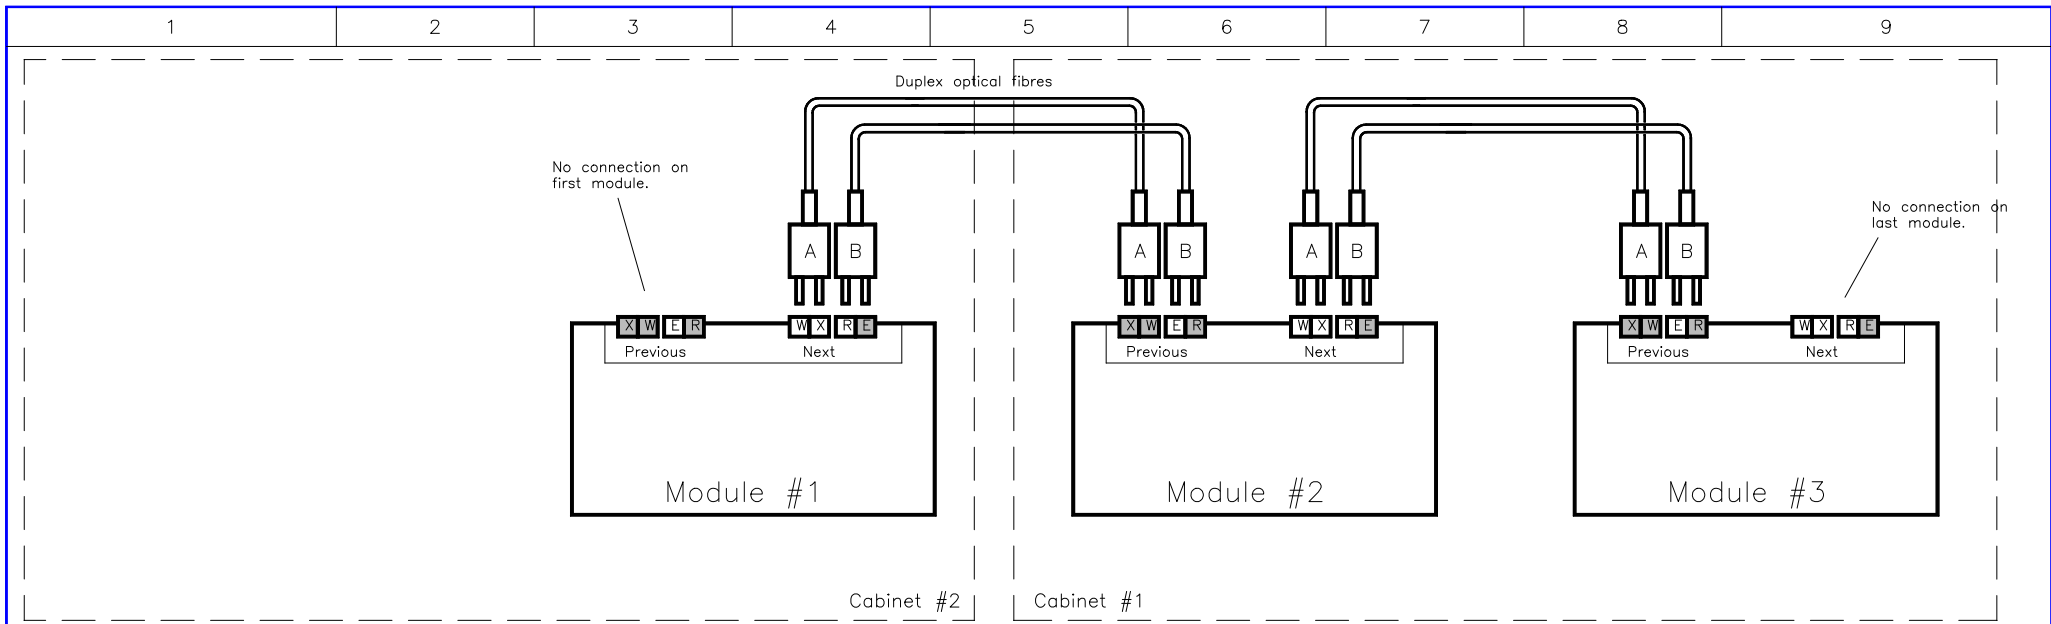 1 2 3 4 5 6 7 8 9
Duplex optical fibres
No connection on
first module.
No connection on
last module.
A B A B A B A B
X W E R W X R E X W E R W X R E X W E R W X R E
Previous Next Previous Next Previous Next
Module #1 Module #2 Module #3
Cabinet #2 Cabinet #1